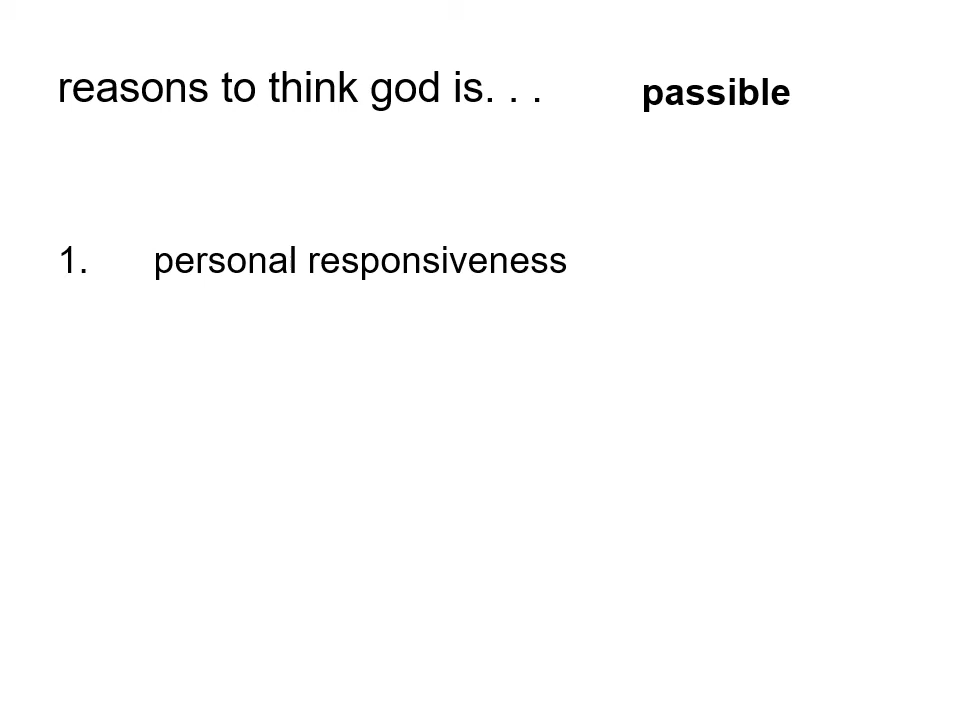 reasons to think god is. . . passible
1. personal responsiveness